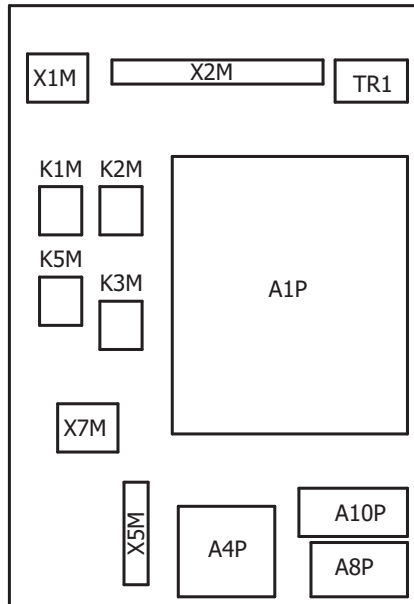 X1M
X2M
TR1
K1M K2M
K5M
K3M
A1P
X7M
X5M
A4P
A10P
A8P